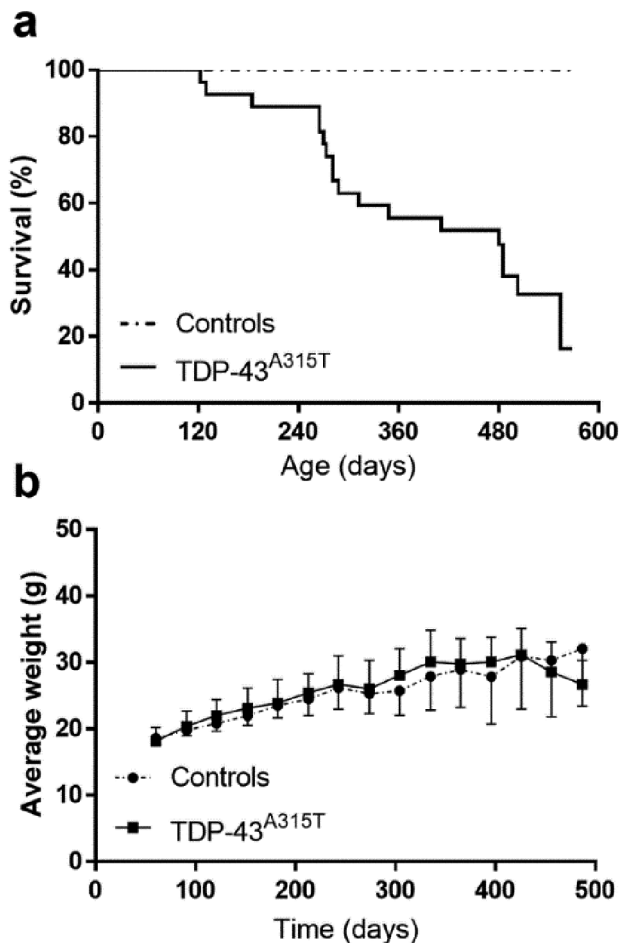 a
Survival (%)
100
80
60
40
20
0
Controls
TDP-43A315T
0 120 240 360 480 600
Age (days)
b
Average weight (g)
50
40
30
20
10
0
Controls
TDP-43A315T
0 100 200 300 400 500
Time (days)